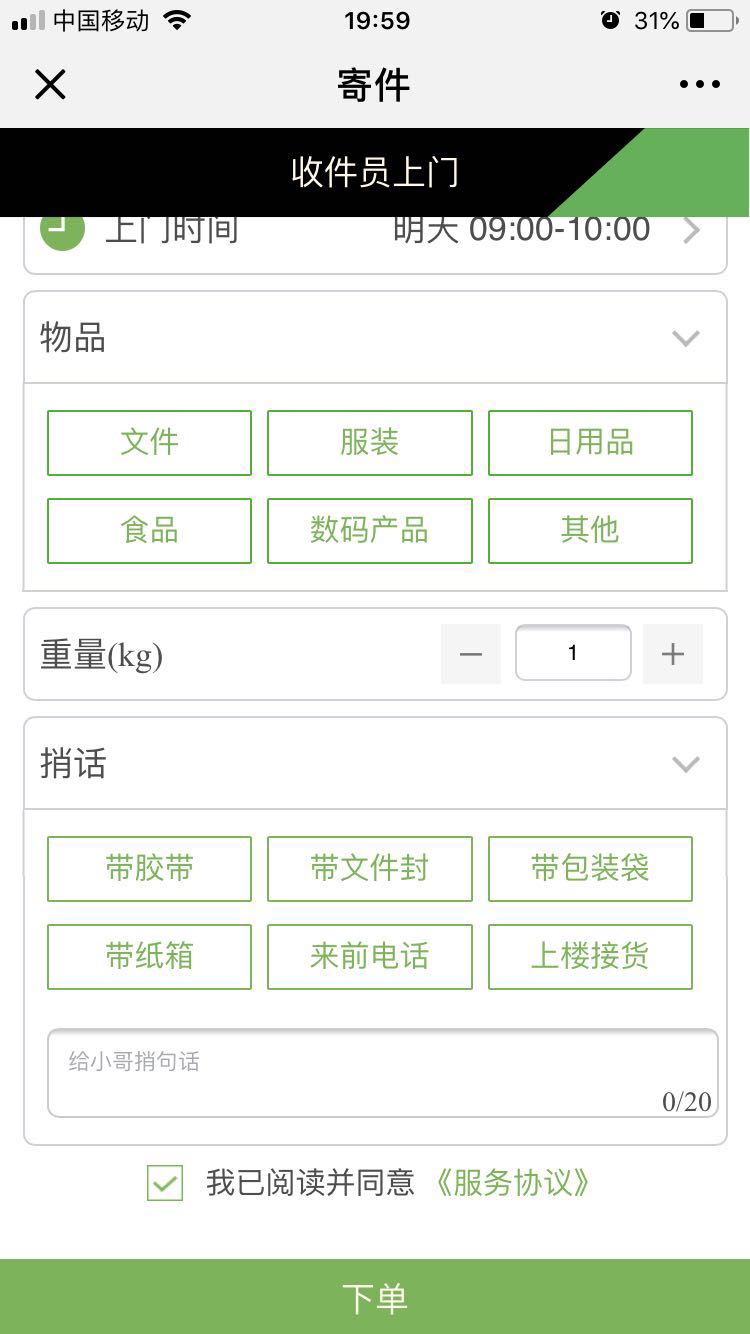 中国移动 19:59 31%
寄件
收件员上门
上门时间 明天 09:00-10:00
物品
文件 服装 日用品
食品 数码产品 其他
重量(kg) 1
捎话
带胶带 带文件封 带包装袋
带纸箱 来前电话 上楼接货
给小哥捎句话
0/20
我已阅读并同意 《服务协议》
下单